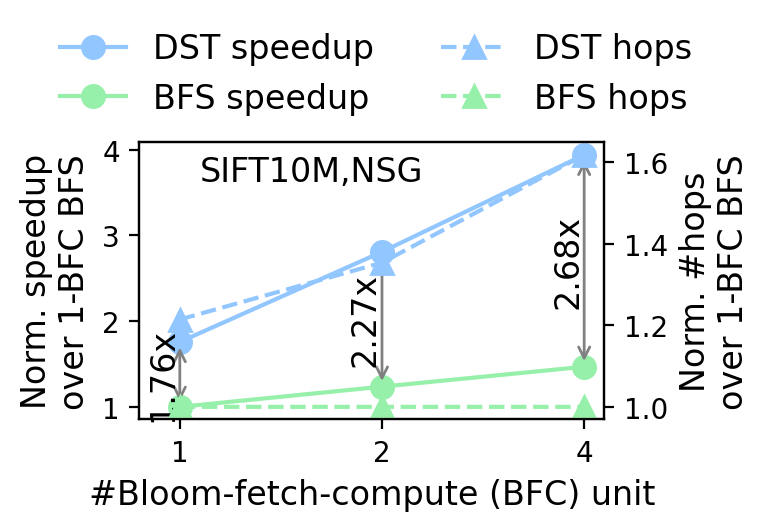 DST speedup
DST hops
BFS speedup
BFS hops
SIFT10M,NSG
Norm. speedup
over 1-BFC BFS
4
3
2
1
1.76x
2.27x
2.68x
1.6
1.4
1.2
1.0
Norm. #hops
over 1-BFC BFS
1
2
4
#Bloom-fetch-compute (BFC) unit